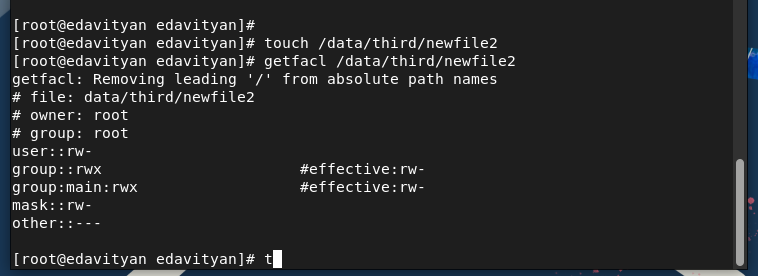 [root@edavityan edavityan]#
[root@edavityan edavityan]# touch /data/third/newfile2
[root@edavityan edavityan]# getfacl /data/third/newfile2
getfacl: Removing leading '/' from absolute path names
# file: data/third/newfile2
# owner: root
# group: root
user::rw-
group::rwx                      #effective:rw-
group:main:rwx                  #effective:rw-
mask::rw-
other::---
[root@edavityan edavityan]# t